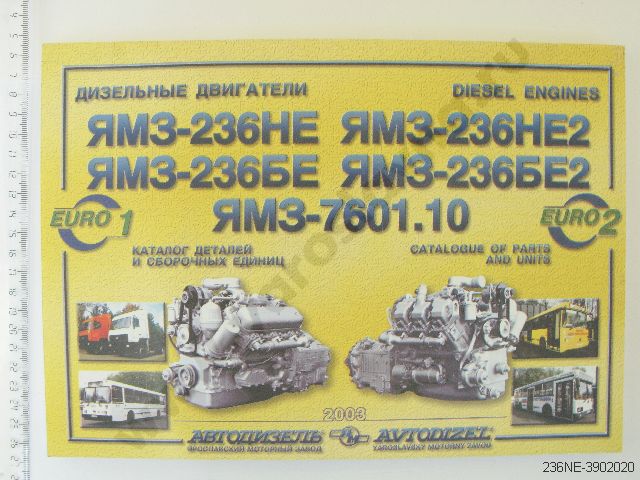 ДИЗЕЛЬНЫЕ ДВИГАТЕЛИ DIESEL ENGINES
ЯМЗ-236НЕ ЯМЗ-236НЕ2
ЯМЗ-236БЕ ЯМЗ-236БЕ2
ЯМЗ-7601.10
EURO 1
EURO 2
КАТАЛОГ ДЕТАЛЕЙ
И СБОРОЧНЫХ ЕДИНИЦ
CATALOGUE OF PARTS
AND UNITS
2003
АВТОДИЗЕЛЬ AVTODIZEL
ЯРОСЛАВСКИЙ МОТОРНЫЙ ЗАВОД YAROSLAVSKY MOTORNY ZAVOD
236NE-3902020